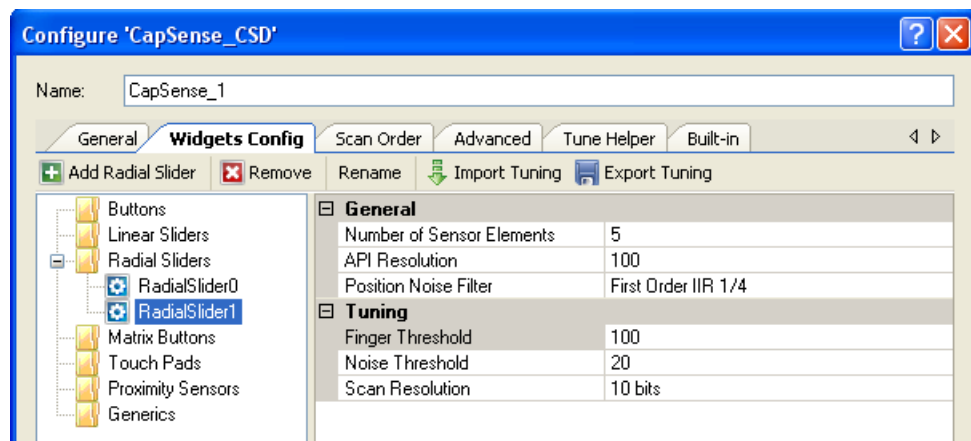 Configure 'CapSense_CSD'
Name: CapSense_1
General Widgets Config Scan Order Advanced Tune Helper Built-in
Add Radial Slider Remove Rename Import Tuning Export Tuning
Buttons
Linear Sliders
Radial Sliders
RadialSlider0
RadialSlider1
Matrix Buttons
Touch Pads
Proximity Sensors
Generics
General
Number of Sensor Elements 5
API Resolution 100
Position Noise Filter First Order IIR 1/4
Tuning
Finger Threshold 100
Noise Threshold 20
Scan Resolution 10 bits